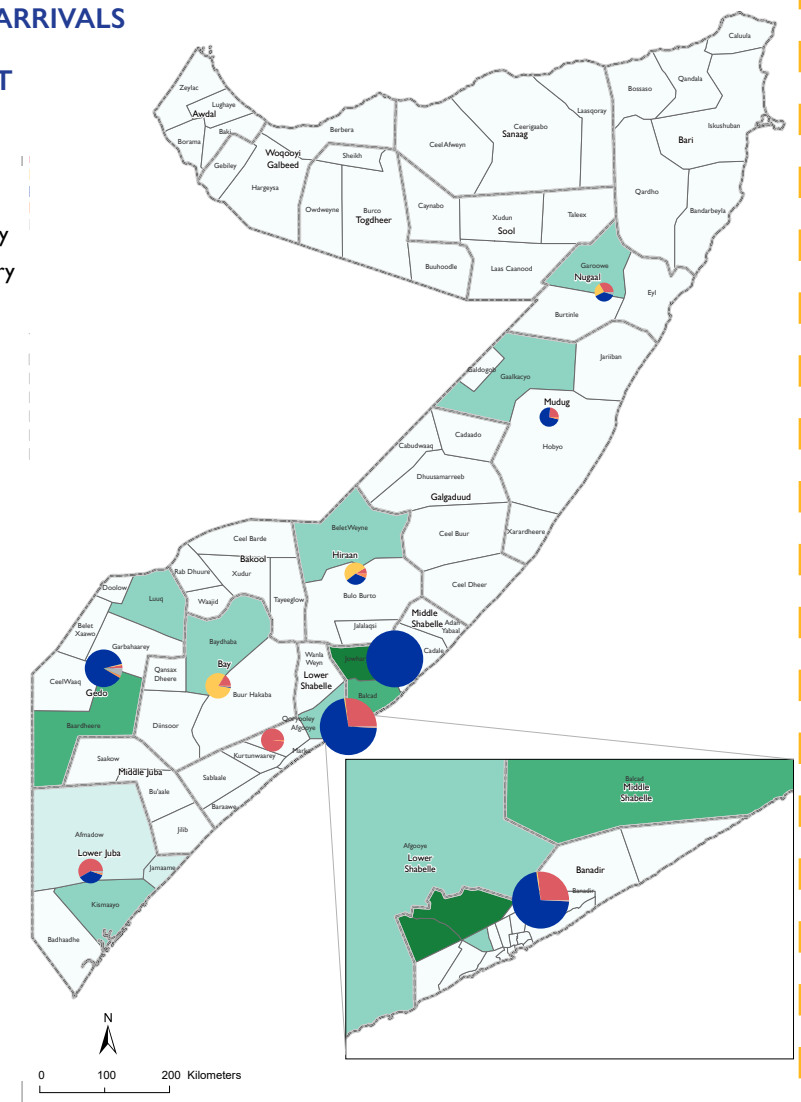 ARRIVALS
T
y
ry
Caluula
Qandala
Bossaso
Zeylac
Lughaye
Awdal
Laasqoray
Iskushuban
Ceerigaabo
Sanaag
Berbera
Baki
Borama
Bari
CeelAfweyn
Woqooyi
Galbeed
Sheikh
Gebiley
Hargeysa
Qardho
Caynabo
Owdweyne
Burco
Togdheer
Xudun
Taleex
Sool
Bandarbeyla
Buuhoodle
Laas Caanood
Garoowe
Nugaal
Eyl
Burtinle
Jariiban
Galdogob
Gaalkacyo
Mudug
Cadaado
Cabudwaaq
Hobyo
Dhuusamarreeb
Galgaduud
BeletWeyne
Ceel Buur
Xarardheere
Ceel Barde
Hiraan
Bakool
Rab Dhuure
Xudur
Doolow
Ceel Dheer
Luuq
Waajid
Tayeeglow
Bulo Burto
Middle
Shabelle
Adan
Yabaal
Belet
Xaawo
Jalalaqsi
Baydhaba
Garbahaarey
Cadale
Wanla
Weyn
Bay
Qansax
Dheere
Lower
Shabelle
CeelWaaq
Gedo
Buur Hakaba
Balcad
Baardheere
Diinsoor
Qoryooley
Afgooye
Marka
Kurtunwaarey
Saakow
Middle Juba
Sablaale
Bu'aale
Baraawe
Afmadow
Jilib
Lower Juba
Jamaame
Kismaayo
Badhaadhe
Balcad
Middle
Shabelle
Afgooye
Lower
Shabelle
Banadir
Banadir
N
0 100 200 Kilometers